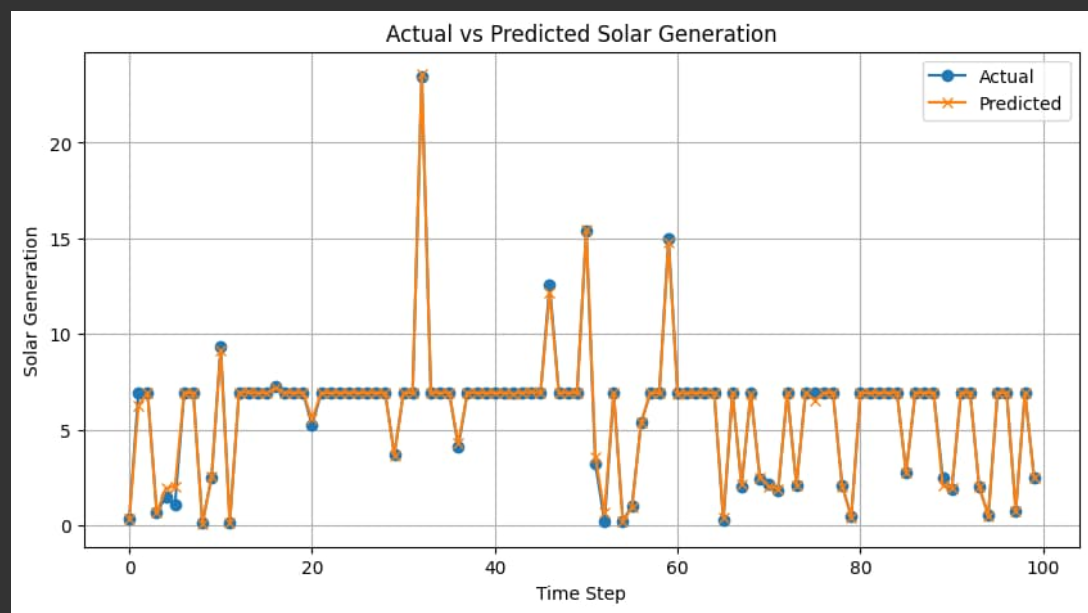 Actual vs Predicted Solar Generation
Actual
Predicted
Solar Generation
20
15
10
5
0
0 20 40 60 80 100
Time Step